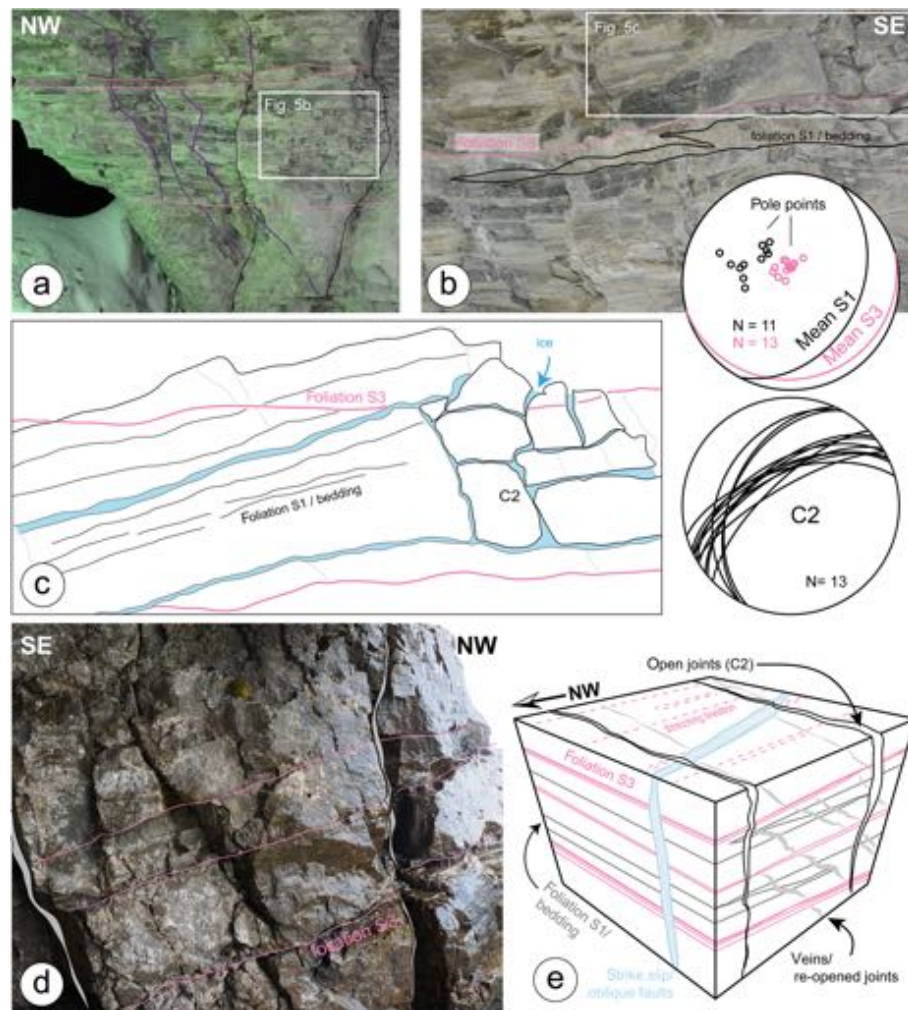 NW
Fig. 5b
a
Fig. 5c
SE
foliation S1 / bedding
Foliation S3
b
Pole points
N = 11
N = 13
Mean S1
Mean S3
ice
Foliation S3
Foliation S1 / bedding
C2
c
C2
N= 13
SE
NW
foliation S3
d
Open joints (C2)
NW
Stretching lineation
Foliation S3
Foliation S1/
bedding
Strike slip/
oblique faults
Veins/
re-opened joints
e